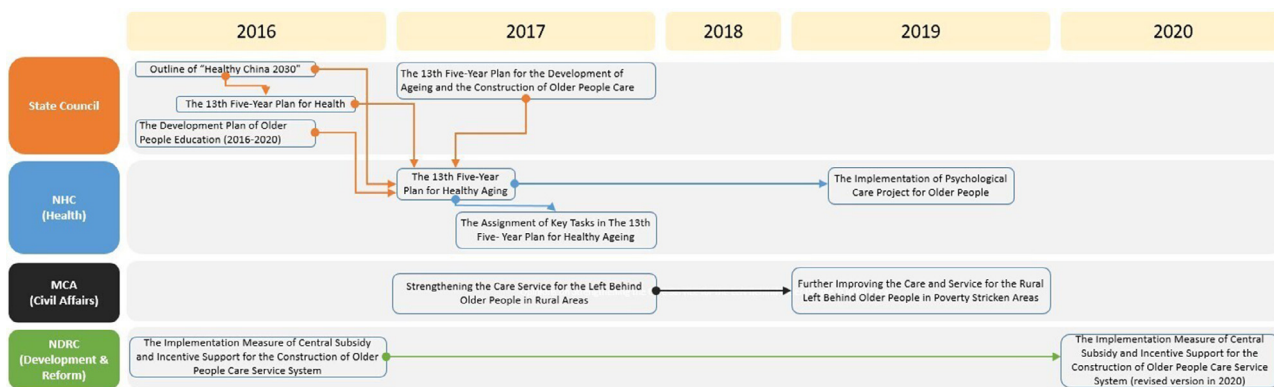 2016
2017
2018
2019
2020
State Council
Outline of “Healthy China 2030”
The 13th Five-Year Plan for Health
The Development Plan of Older
People Education (2016-2020)
The 13th Five-Year Plan for the Development of
Ageing and the Construction of Older People Care
NHC
(Health)
The 13th Five-Year
Plan for Healthy Aging
The Assignment of Key Tasks in The 13th
Five- Year Plan for Healthy Ageing
The Implementation of Psychological
Care Project for Older People
MCA
(Civil Affairs)
Strengthening the Care Service for the Left Behind
Older People in Rural Areas
Further Improving the Care and Service for the Rural
Left Behind Older People in Poverty Stricken Areas
NDRC
(Development &
Reform)
The Implementation Measure of Central Subsidy
and Incentive Support for the Construction of Older
People Care Service System
The Implementation Measure of Central
Subsidy and Incentive Support for the
Construction of Older People Care Service
System (revised version in 2020)